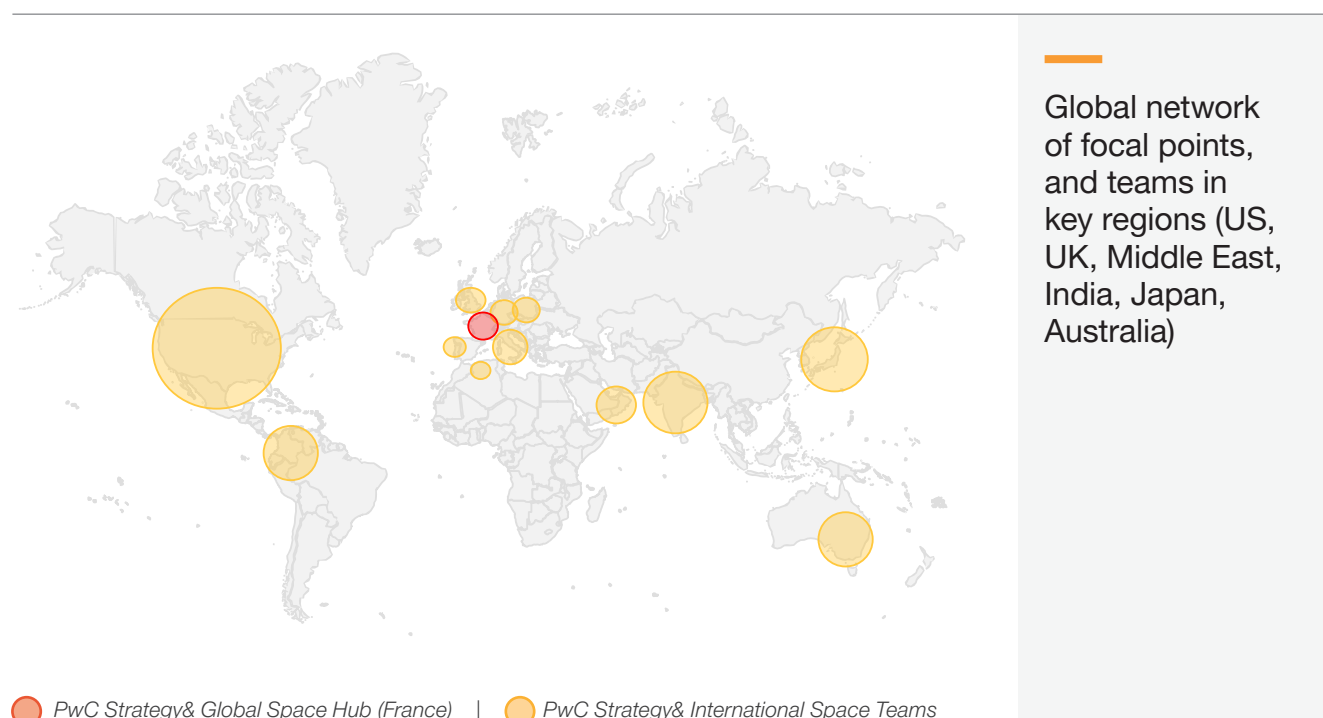 Global network
of focal points,
and teams in
key regions (US,
UK, Middle East,
India, Japan,
Australia)
PwC Strategy& Global Space Hub (France) | PwC Strategy& International Space Teams